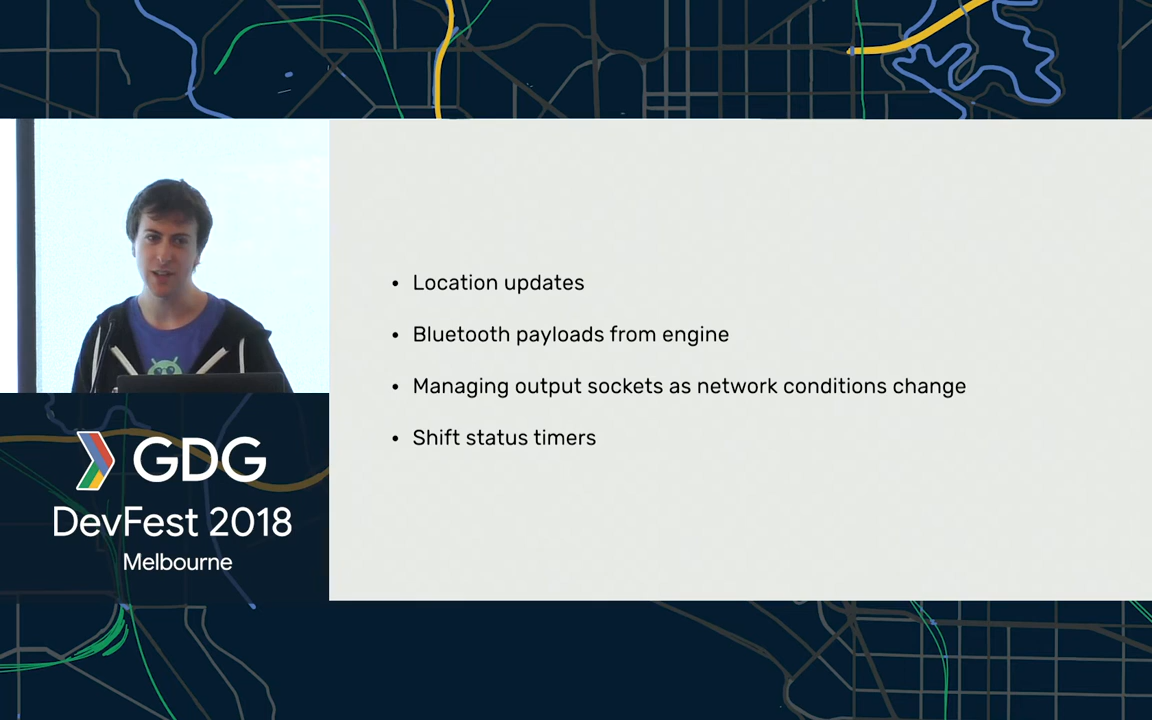 • Location updates
• Bluetooth payloads from engine
• Managing output sockets as network conditions change
• Shift status timers
GDG
DevFest 2018
Melbourne